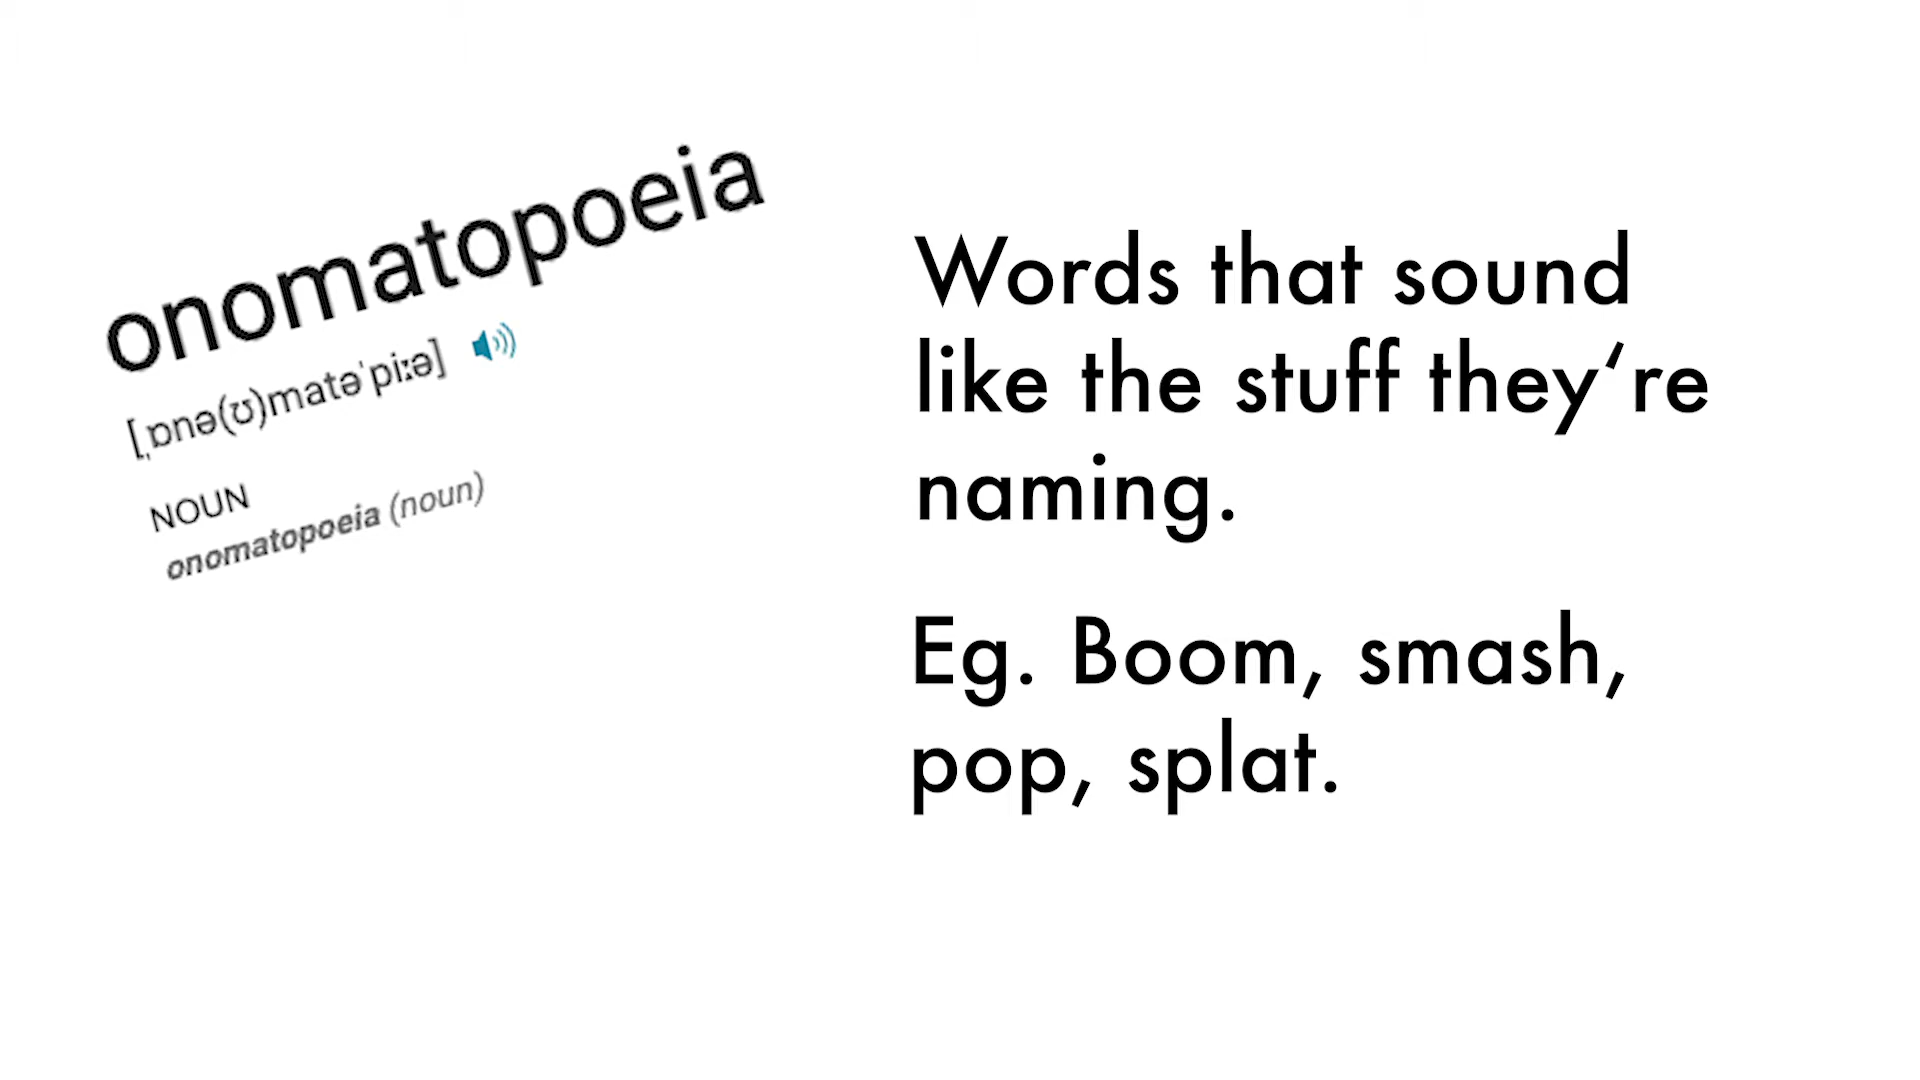 onomatopoeia
[ˌɒnə(ʊ)matəˈpiːə]
NOUN
onomatopoeia (noun)
Words that sound
like the stuff they‘re
naming.
Eg. Boom, smash,
pop, splat.